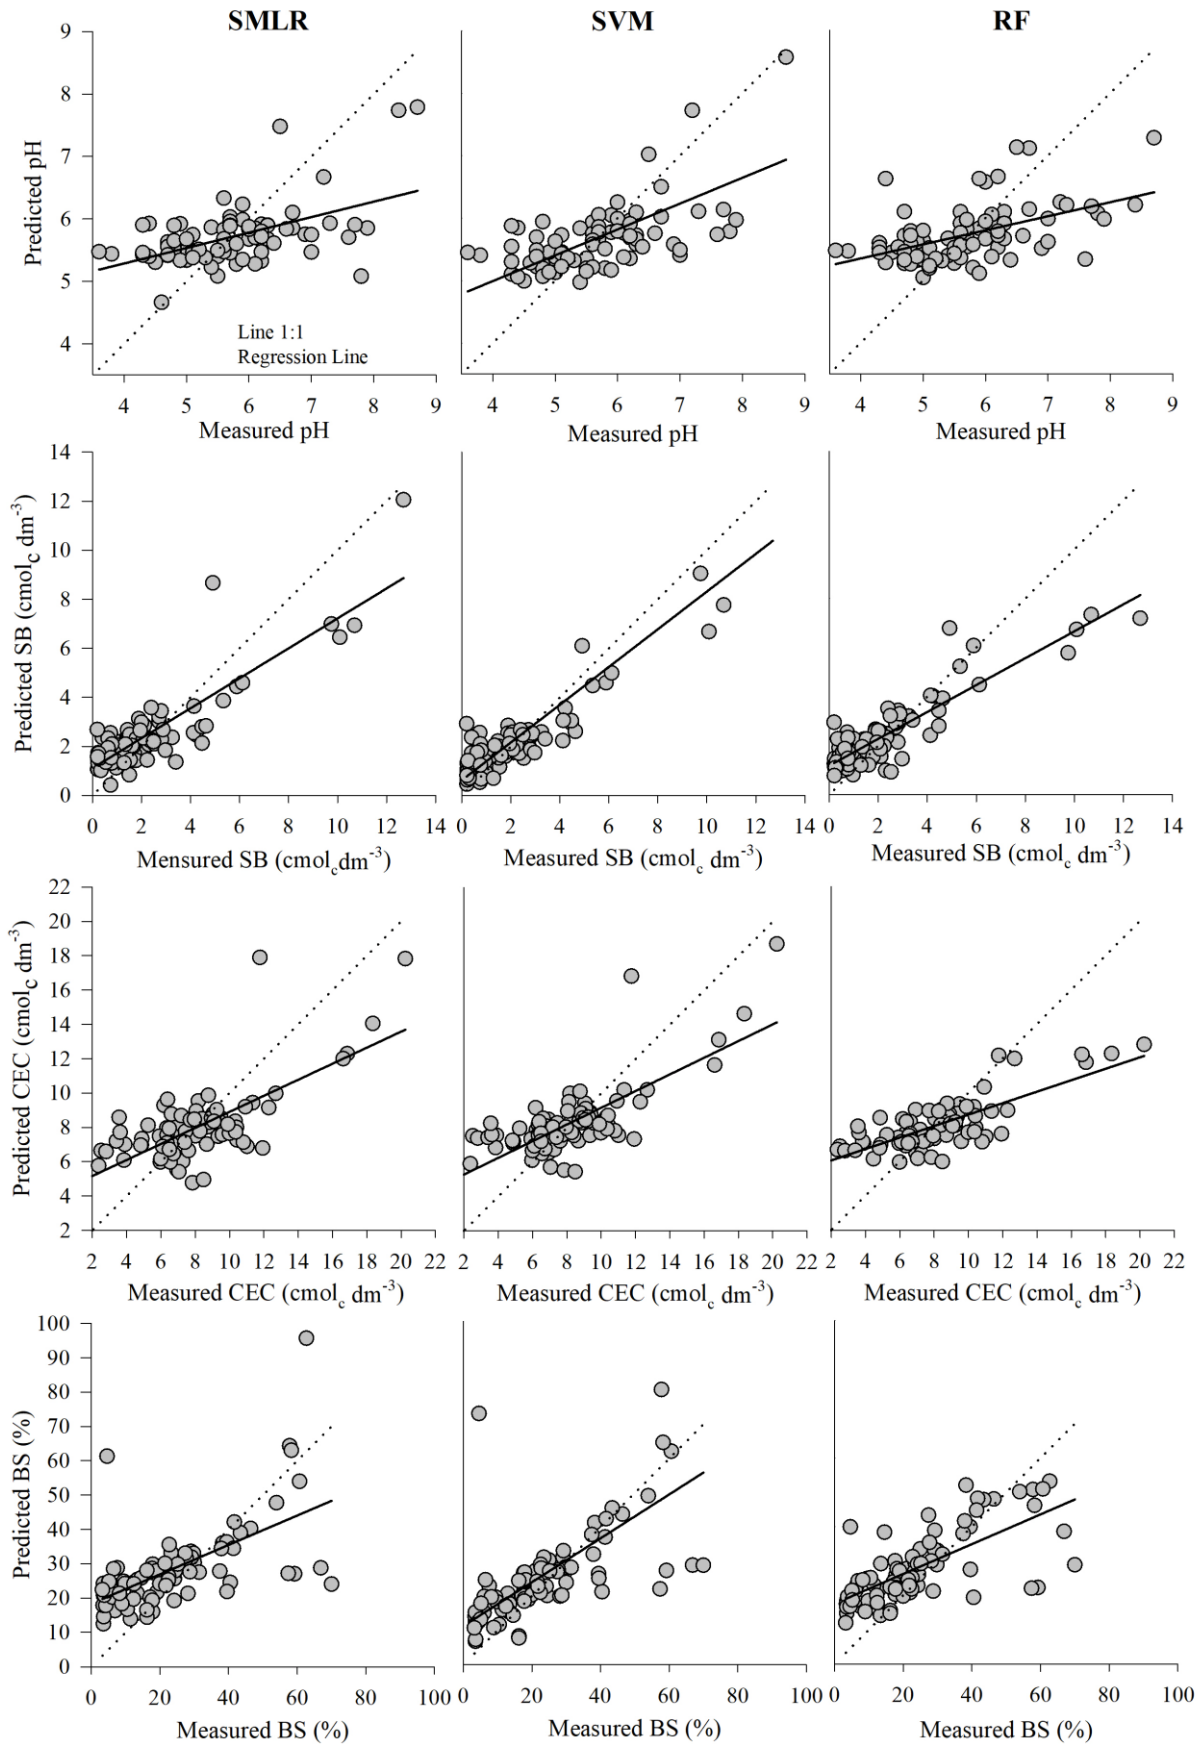 SMLR SVM RF
9
8
7
6
5
4
Predicted pH
Line 1:1
Regression Line
4 5 6 7 8 9 4 5 6 7 8 9 4 5 6 7 8 9
Measured pH Measured pH Measured pH
14
12
10
8
6
4
2
0
Predicted SB (cmolc dm-3)
0 2 4 6 8 10 12 14 0 2 4 6 8 10 12 14 0 2 4 6 8 10 12 14
Mensured SB (cmolcdm-3) Measured SB (cmolc dm-3) Measured SB (cmolc dm-3)
22
20
18
16
14
12
10
8
6
4
2
Predicted CEC (cmolc dm-3)
2 4 6 8 10 12 14 16 18 20 22 2 4 6 8 10 12 14 16 18 20 22 2 4 6 8 10 12 14 16 18 20 22
Measured CEC (cmolc dm-3) Measured CEC (cmolc dm-3) Measured CEC (cmolc dm-3)
100
90
80
70
60
50
40
30
20
10
0
Predicted BS (%)
0 20 40 60 80 100 0 20 40 60 80 100 0 20 40 60 80 100
Measured BS (%) Measured BS (%) Measured BS (%)